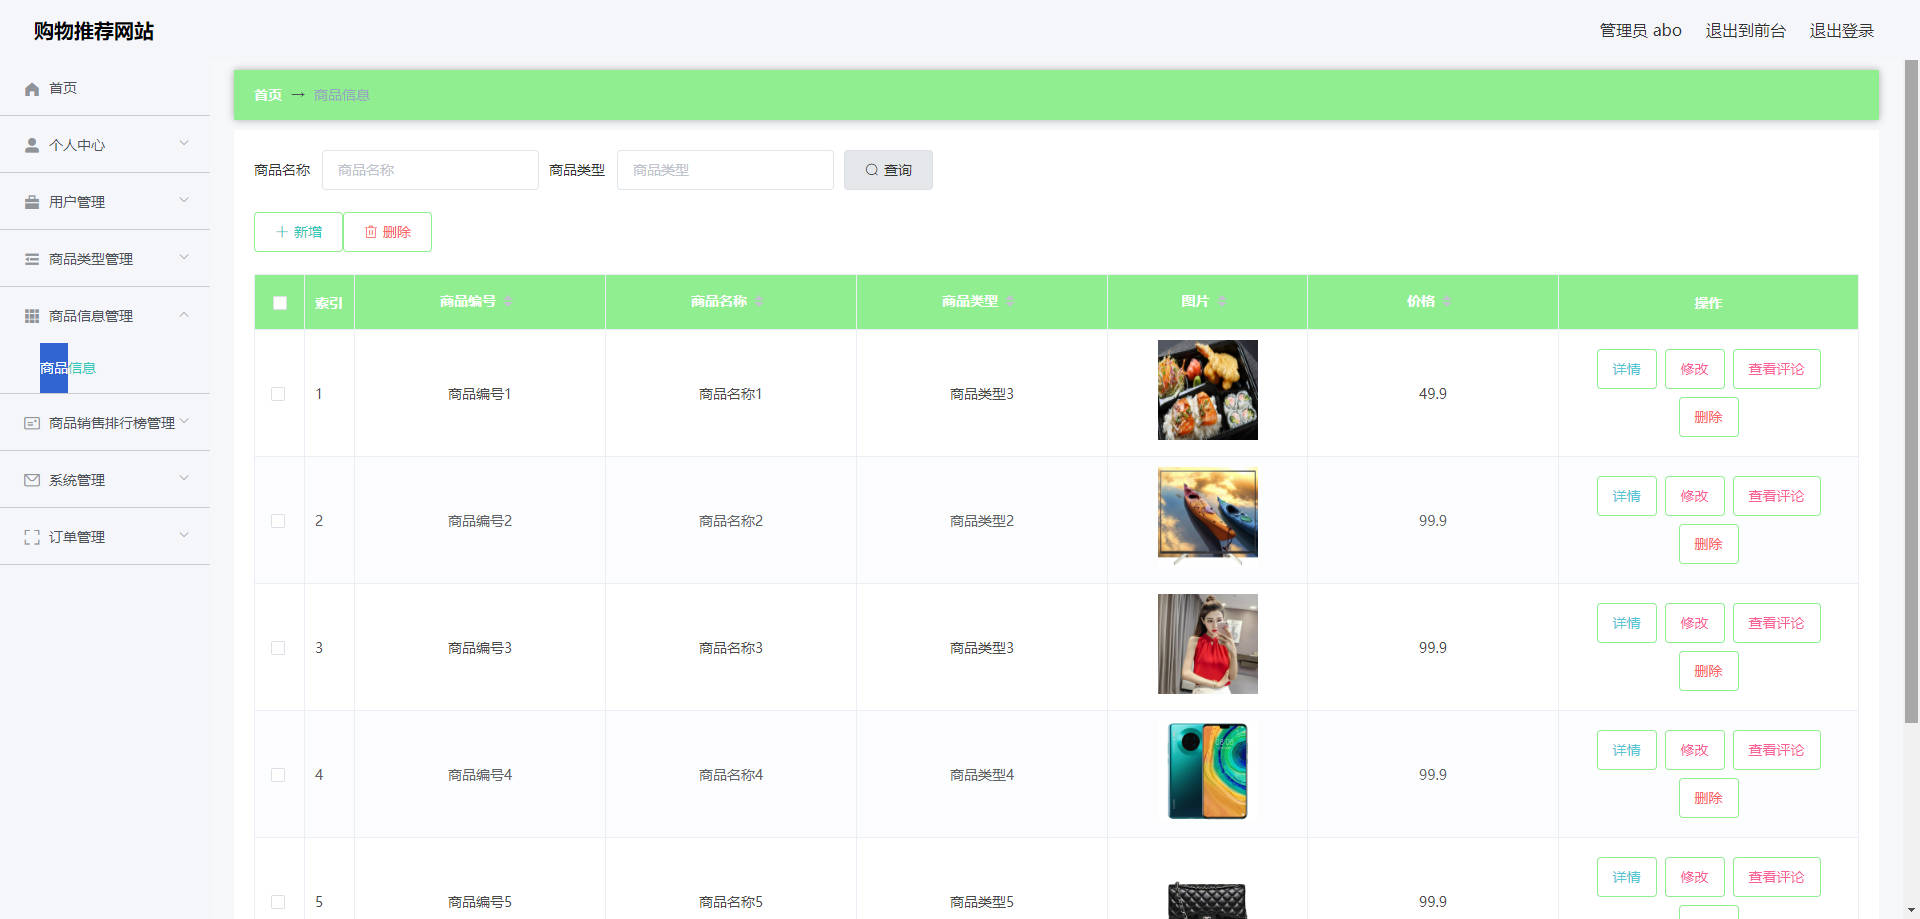 购物推荐网站
管理员 abo 退出到前台 退出登录
首页
个人中心
用户管理
商品类型管理
商品信息管理
商品信息
商品销售排行榜管理
系统管理
订单管理
首页 → 商品信息
商品名称 商品名称 商品类型 商品类型 查询
新增 删除
索引 商品编号 商品名称 商品类型 图片 价格 操作
1 商品编号1 商品名称1 商品类型3 49.9 详情 修改 查看评论
删除
2 商品编号2 商品名称2 商品类型2 99.9 详情 修改 查看评论
删除
3 商品编号3 商品名称3 商品类型3 99.9 详情 修改 查看评论
删除
4 商品编号4 商品名称4 商品类型4 99.9 详情 修改 查看评论
删除
5 商品编号5 商品名称5 商品类型5 99.9 详情 修改 查看评论